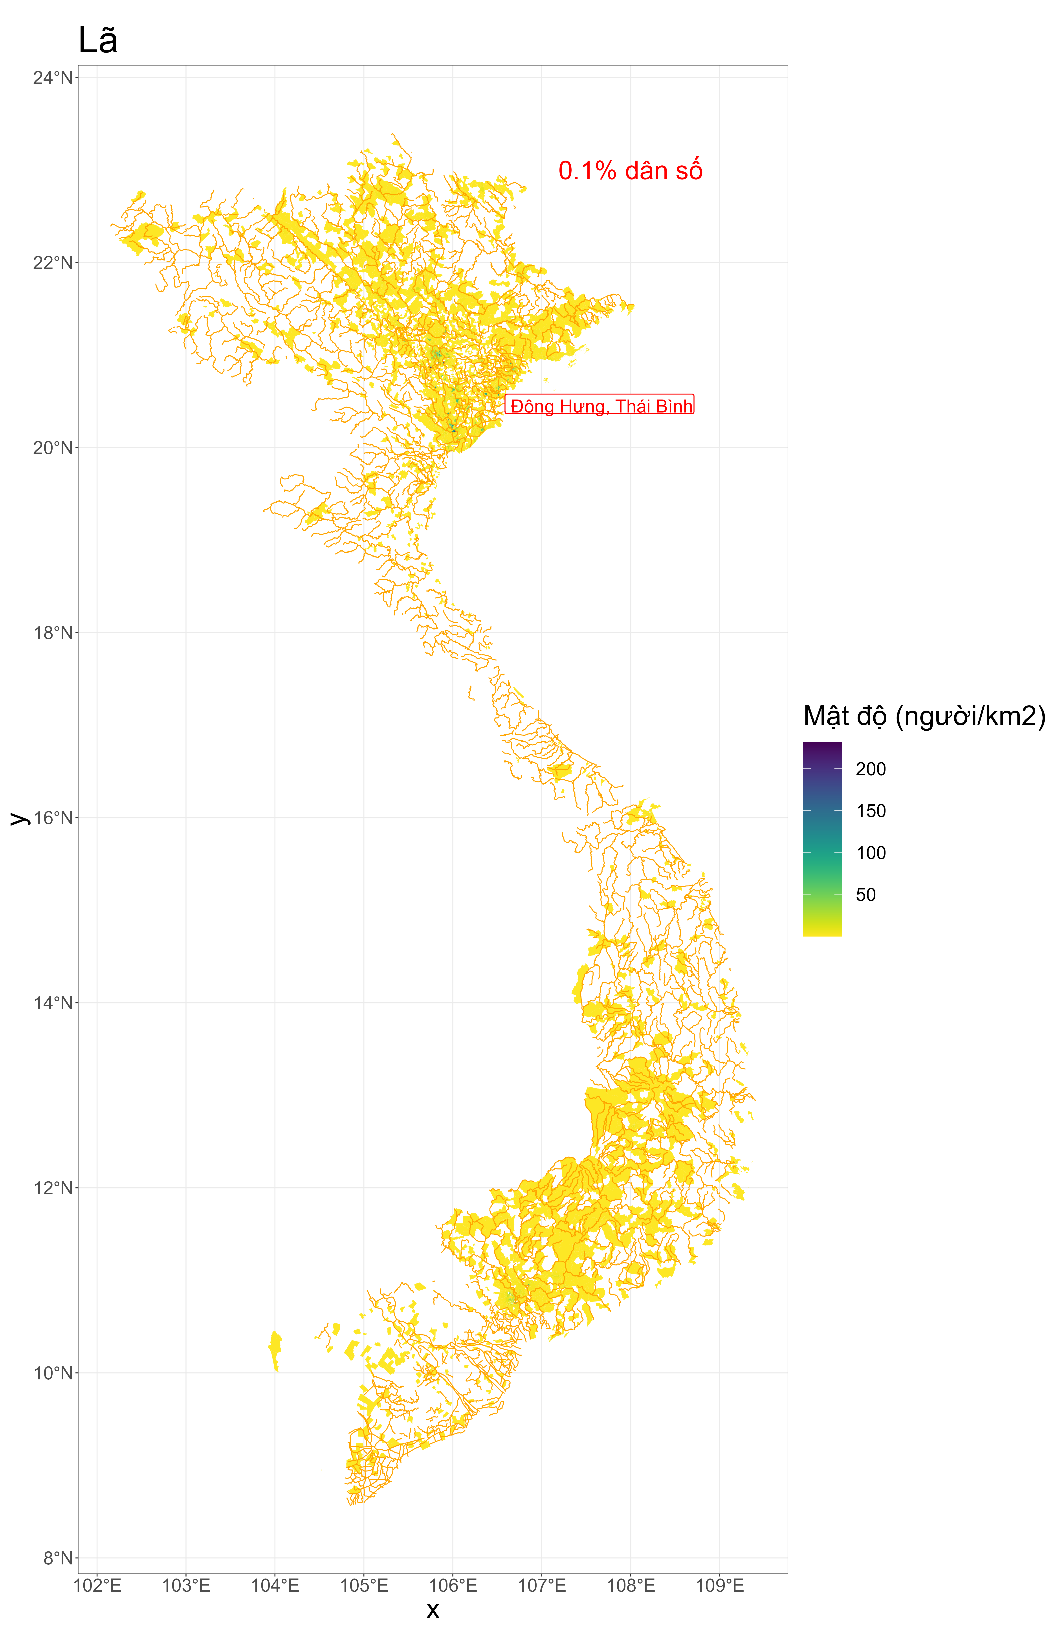 Lã
24°N
22°N
20°N
18°N
16°N
14°N
12°N
10°N
8°N
y
0.1% dân số
Đông Hưng, Thái Bình
Mật độ (người/km2)
200
150
100
50
102°E 103°E 104°E 105°E 106°E 107°E 108°E 109°E
x